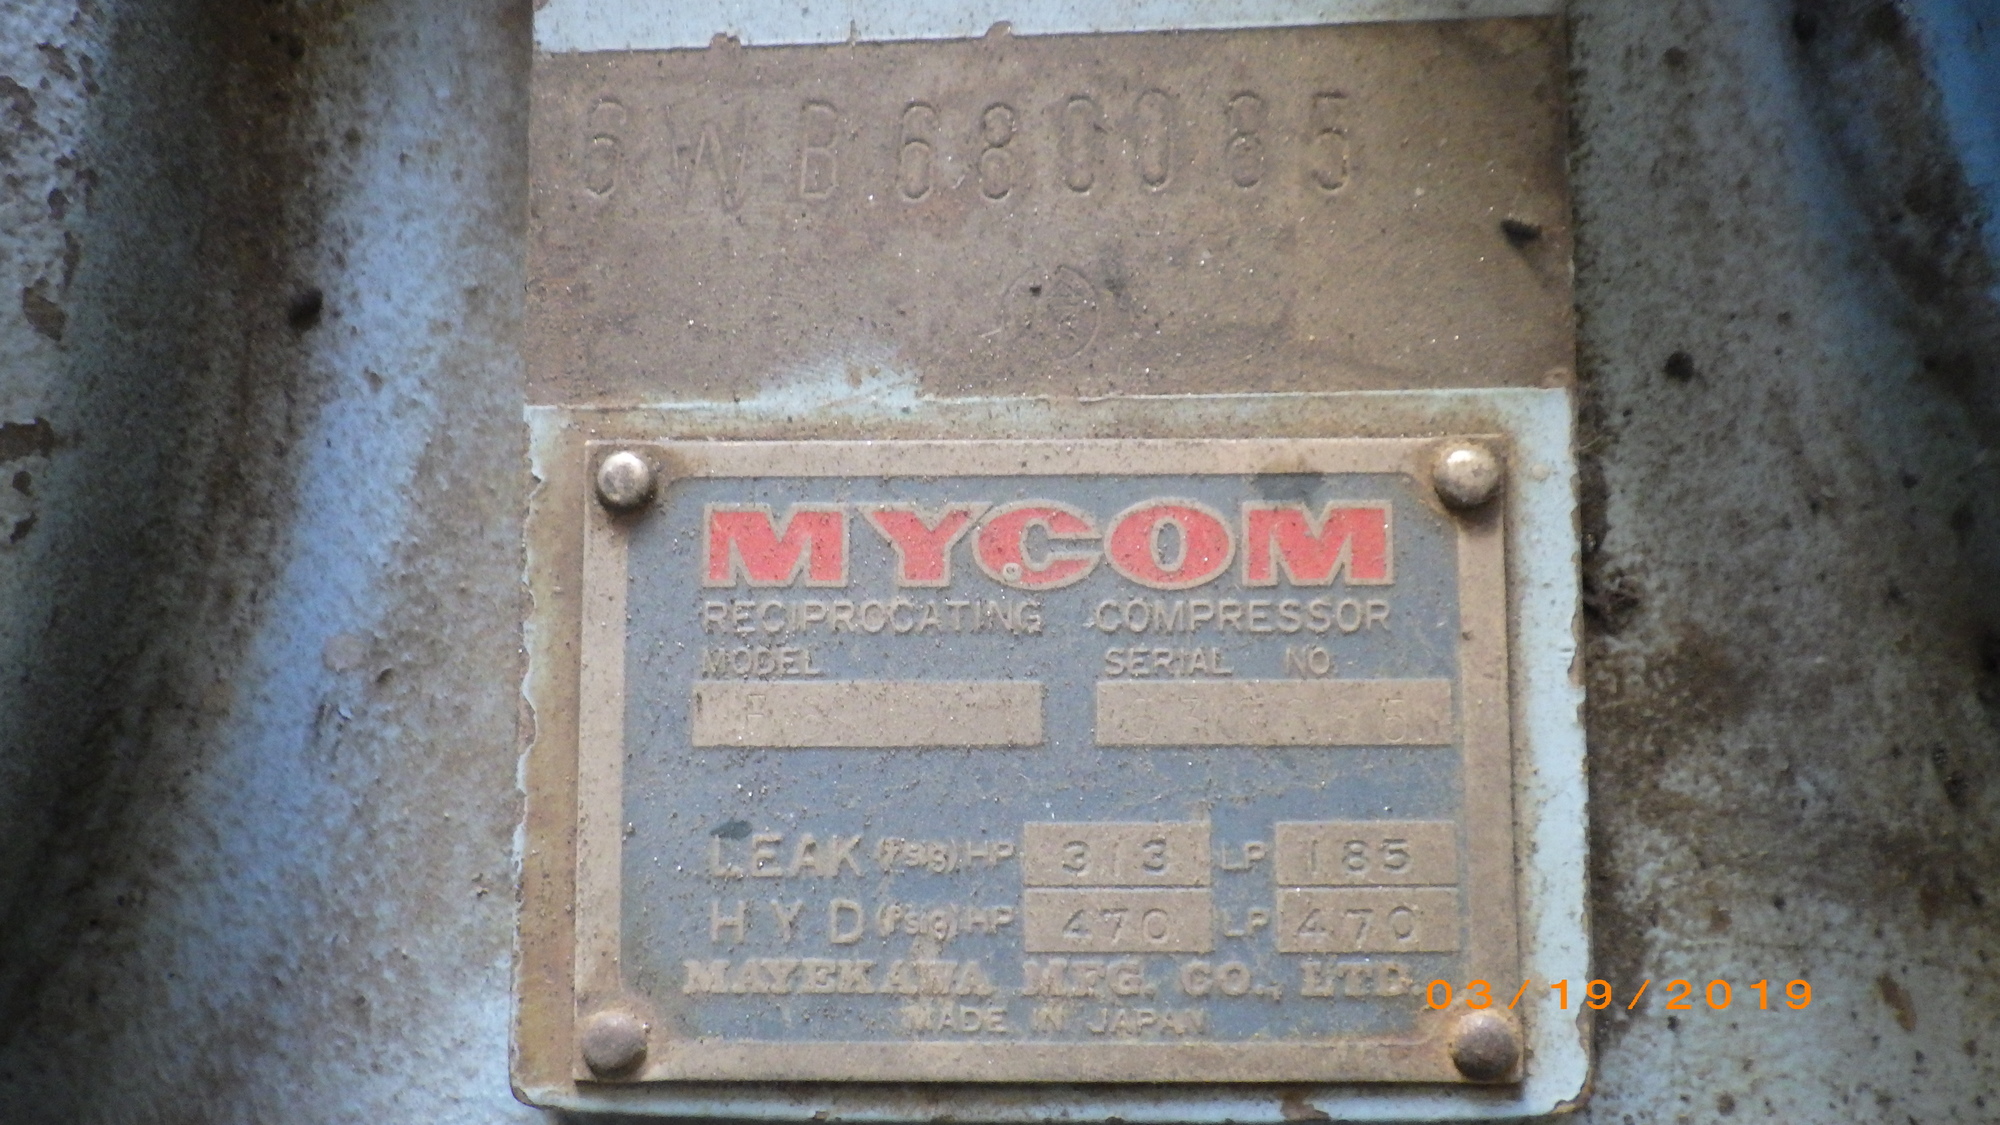 6WB680085
MYCOM
RECIPROCATING COMPRESSOR
MODEL SERIAL NO.
LEAK (Psig) HP 313 LP 185
HYD (Psig) HP 470 LP 470
MAYEKAWA MFG. CO., LTD.
MADE IN JAPAN
03/19/2019